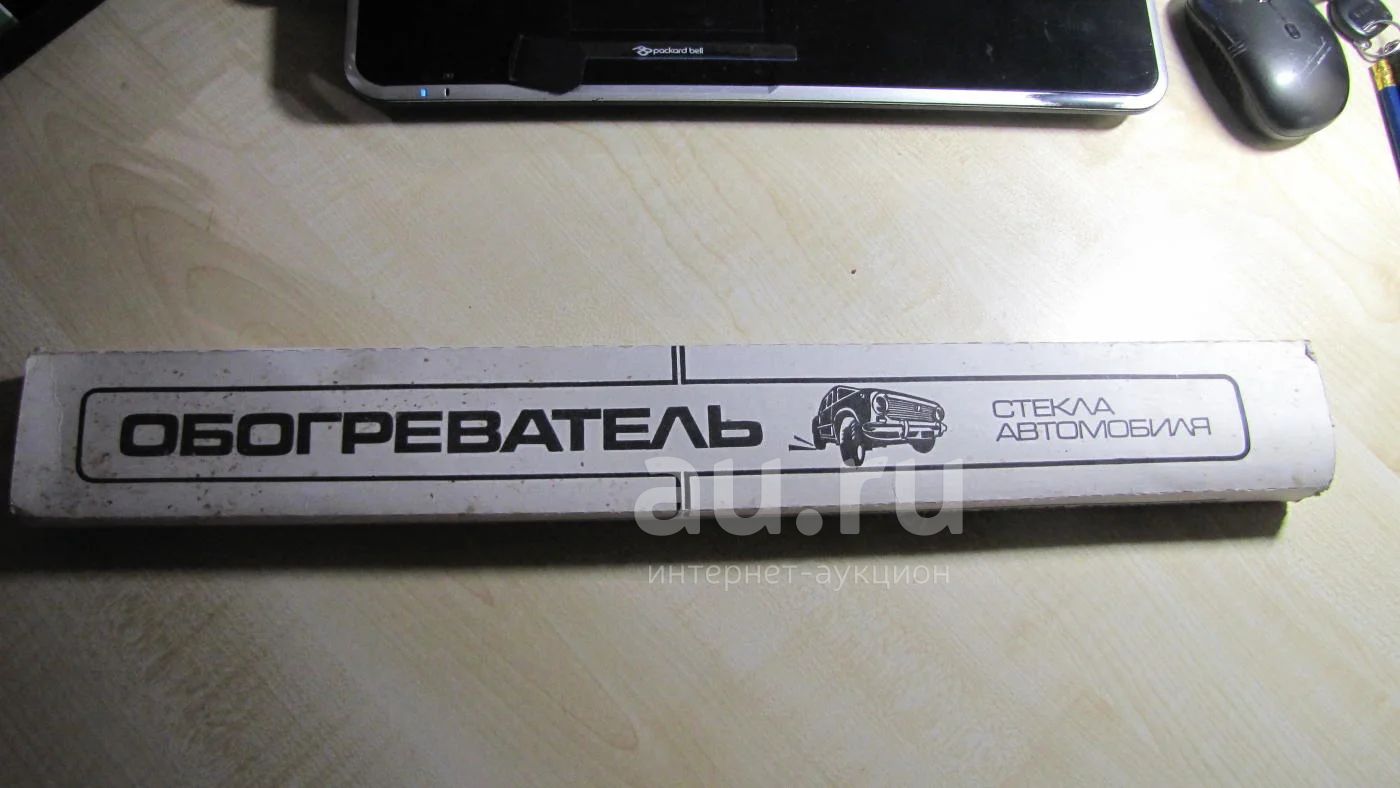 packard bell
ОБОГРЕВАТЕЛЬ
СТЕКЛА
АВТОМОБИЛЯ
au.ru
интернет-аукцион